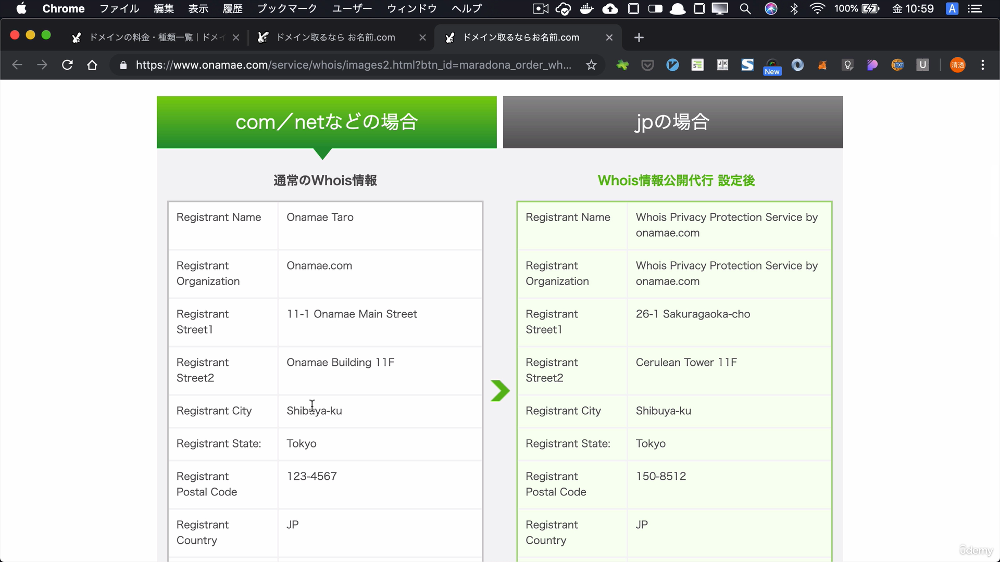 Chrome ファイル 編集 表示 履歴 ブックマーク ユーザー ウィンドウ ヘルプ 100% 金 10:59 A
ドメインの料金・種類一覧｜ドメイ
ドメイン取るなら お名前.com
ドメイン取るならお名前.com
https://www.onamae.com/service/whois/images2.html?btn_id=maradona_order_wh...
New
TXT
U
清透
com／netなどの場合
jpの場合
通常のWhois情報
Registrant Name Onamae Taro
Registrant
Organization
Onamae.com
Registrant
Street1
11-1 Onamae Main Street
Registrant
Street2
Onamae Building 11F
Registrant City Shibuya-ku
Registrant State: Tokyo
Registrant
Postal Code
123-4567
Registrant
Country
JP
Whois情報公開代行 設定後
Registrant Name
Whois Privacy Protection Service by
onamae.com
Registrant
Organization
Whois Privacy Protection Service by
onamae.com
Registrant
Street1
26-1 Sakuragaoka-cho
Registrant
Street2
Cerulean Tower 11F
Registrant City Shibuya-ku
Registrant State: Tokyo
Registrant
Postal Code
150-8512
Registrant
Country
JP
ûdemy